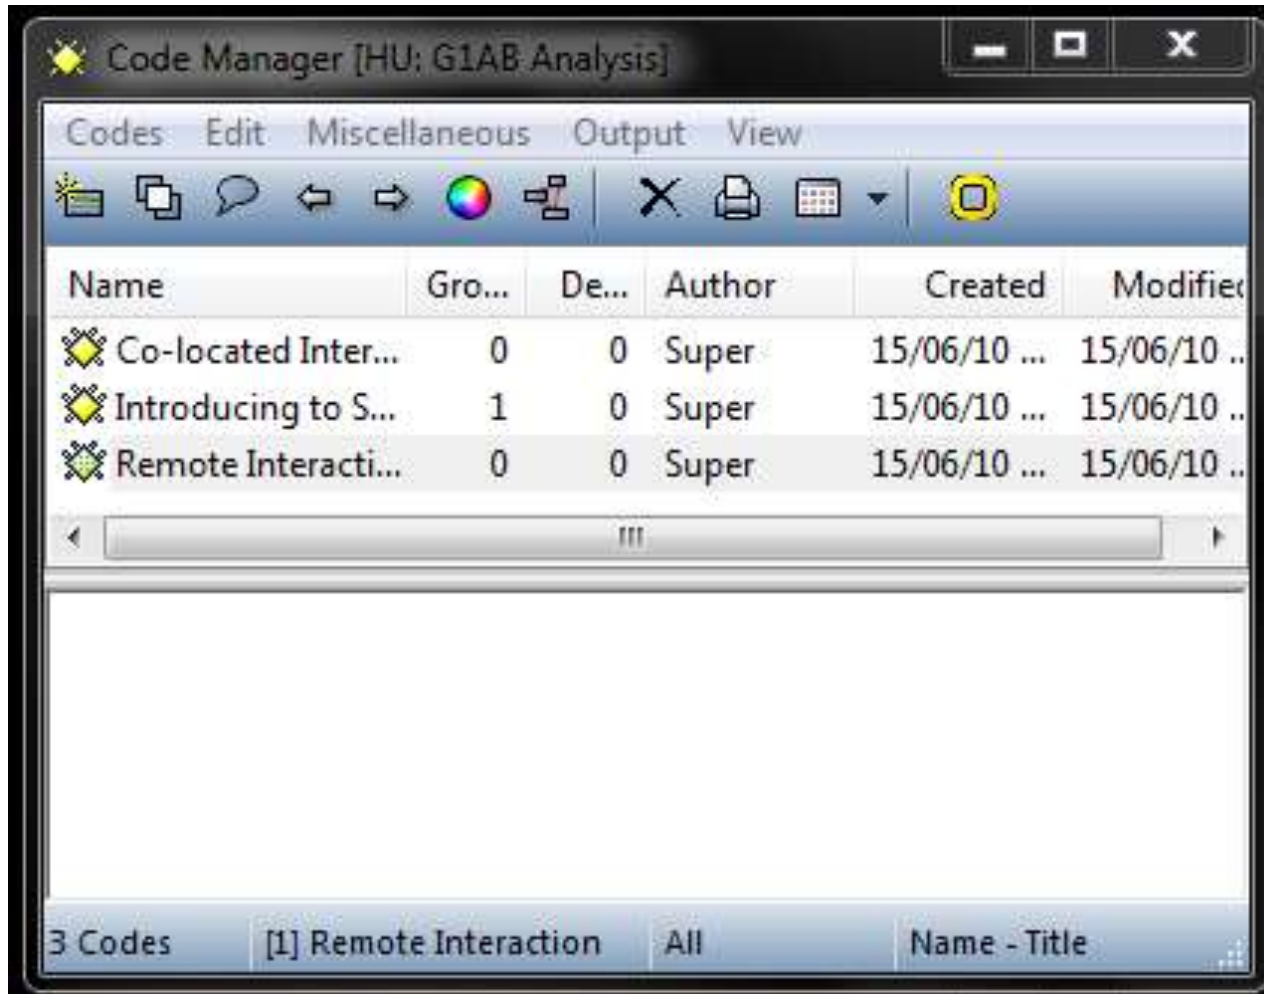 Code Manager [HU: G1AB Analysis]
Codes Edit Miscellaneous Output View
Name Gro... De... Author Created Modified
Co-located Inter... 0 0 Super 15/06/10 ... 15/06/10 ..
Introducing to S... 1 0 Super 15/06/10 ... 15/06/10 ..
Remote Interacti... 0 0 Super 15/06/10 ... 15/06/10 ..
3 Codes [1] Remote Interaction All Name - Title